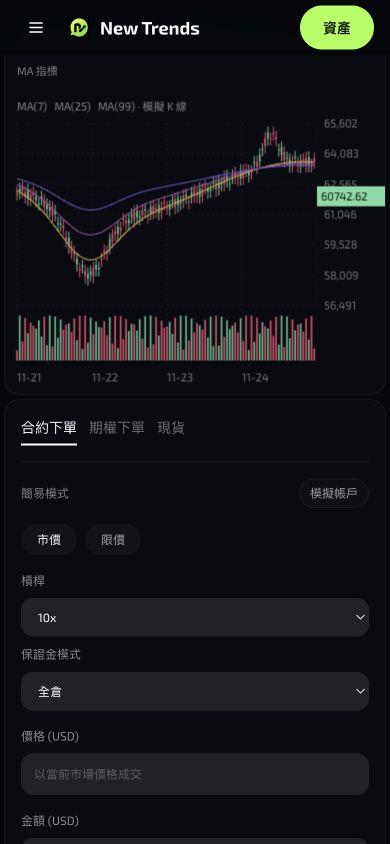 New Trends
資產
MA 指標
MA(7) MA(25) MA(99) · 模擬 K 線
65,602
64,083
62,565
60742.62
61,046
59,528
58,009
56,491
11-21 11-22 11-23 11-24
合約下單 期權下單 現貨
簡易模式 模擬帳戶
市價 限價
槓桿
10x
保證金模式
全倉
價格 (USD)
以當前市場價格成交
金額 (USD)